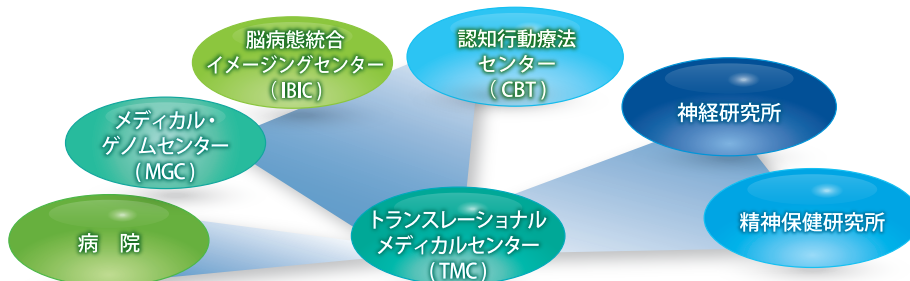 脳病態統合
イメージングセンター
（IBIC）
認知行動療法
センター
（CBT）
神経研究所
メディカル・
ゲノムセンター
（MGC）
病　院
トランスレーショナル
メディカルセンター
（TMC）
精神保健研究所